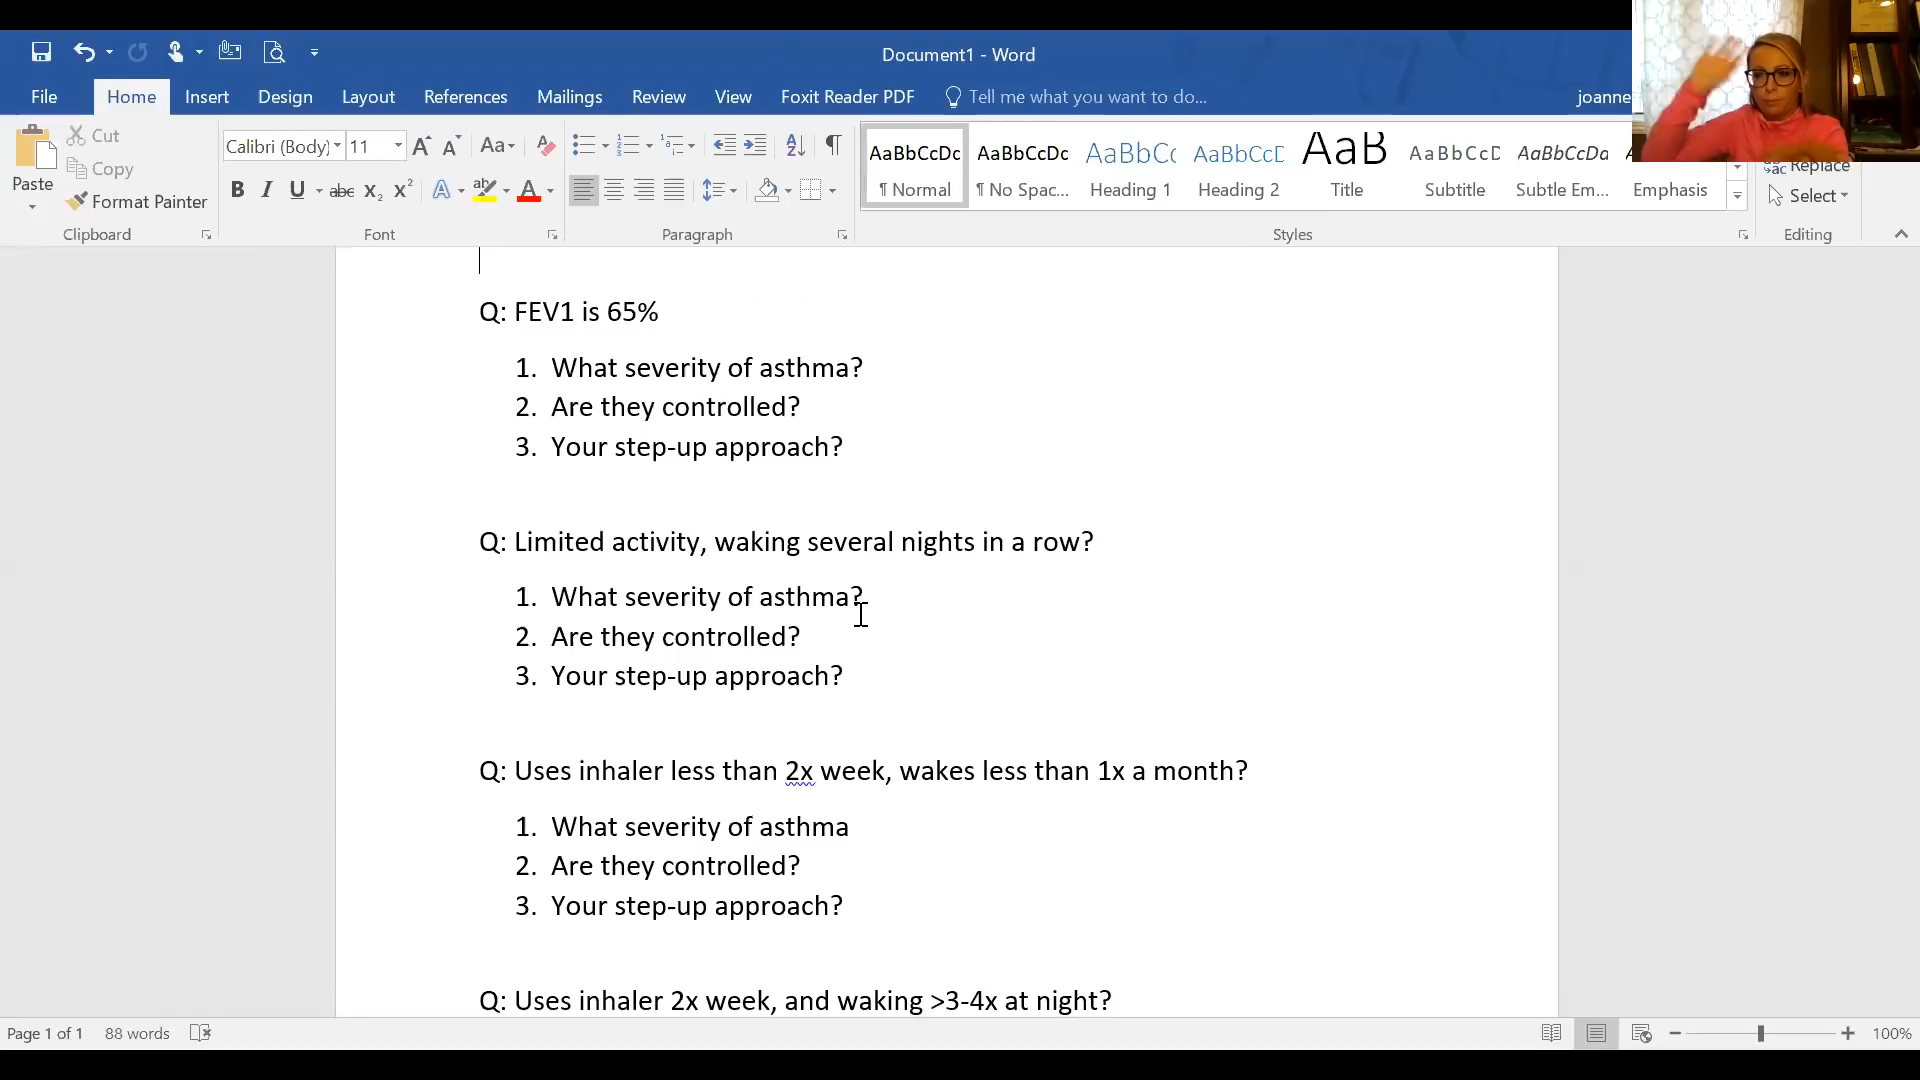 Document1 - Word
File Home Insert Design Layout References Mailings Review View Foxit Reader PDF Tell me what you want to do... joanne
Paste
Cut
Copy
Format Painter
Clipboard
Calibri (Body) 11
Font
Paragraph
AaBbCcDc AaBbCcDc AaBbCc AaBbCcD AaB AaBbCcD AaBbCcDa
¶ Normal ¶ No Spac... Heading 1 Heading 2 Title Subtitle Subtle Em... Emphasis
Styles
Replace
Select
Editing
Q: FEV1 is 65%
1. What severity of asthma?
2. Are they controlled?
3. Your step-up approach?
Q: Limited activity, waking several nights in a row?
1. What severity of asthma?
2. Are they controlled?
3. Your step-up approach?
Q: Uses inhaler less than 2x week, wakes less than 1x a month?
1. What severity of asthma
2. Are they controlled?
3. Your step-up approach?
Q: Uses inhaler 2x week, and waking >3-4x at night?
Page 1 of 1 88 words 100%